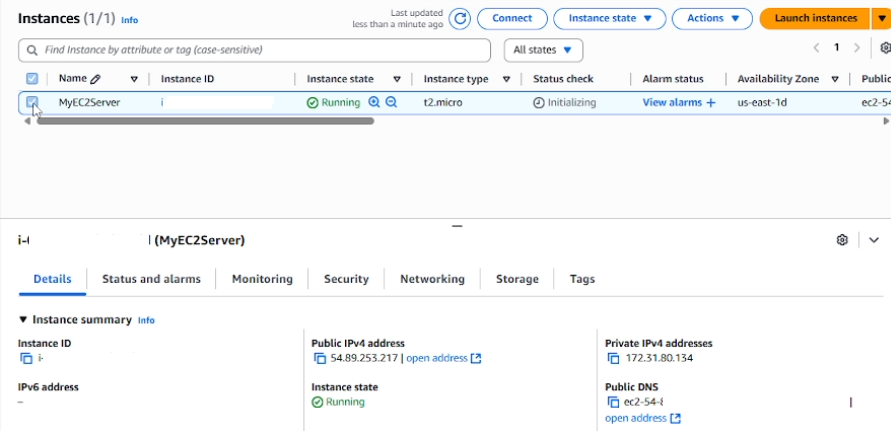 Instances (1/1) Info
Last updated
less than a minute ago
Connect
Instance state
Actions
Launch instances
Find Instance by attribute or tag (case-sensitive)
All states
1
Name Instance ID Instance state Instance type Status check Alarm status Availability Zone Public
MyEC2Server i Running t2.micro Initializing View alarms + us-east-1d ec2-54
i- (MyEC2Server)
Details Status and alarms Monitoring Security Networking Storage Tags
Instance summary Info
Instance ID Public IPv4 address Private IPv4 addresses
i- 54.89.253.217 | open address 172.31.80.134
IPv6 address Instance state Public DNS
– Running ec2-54-
open address